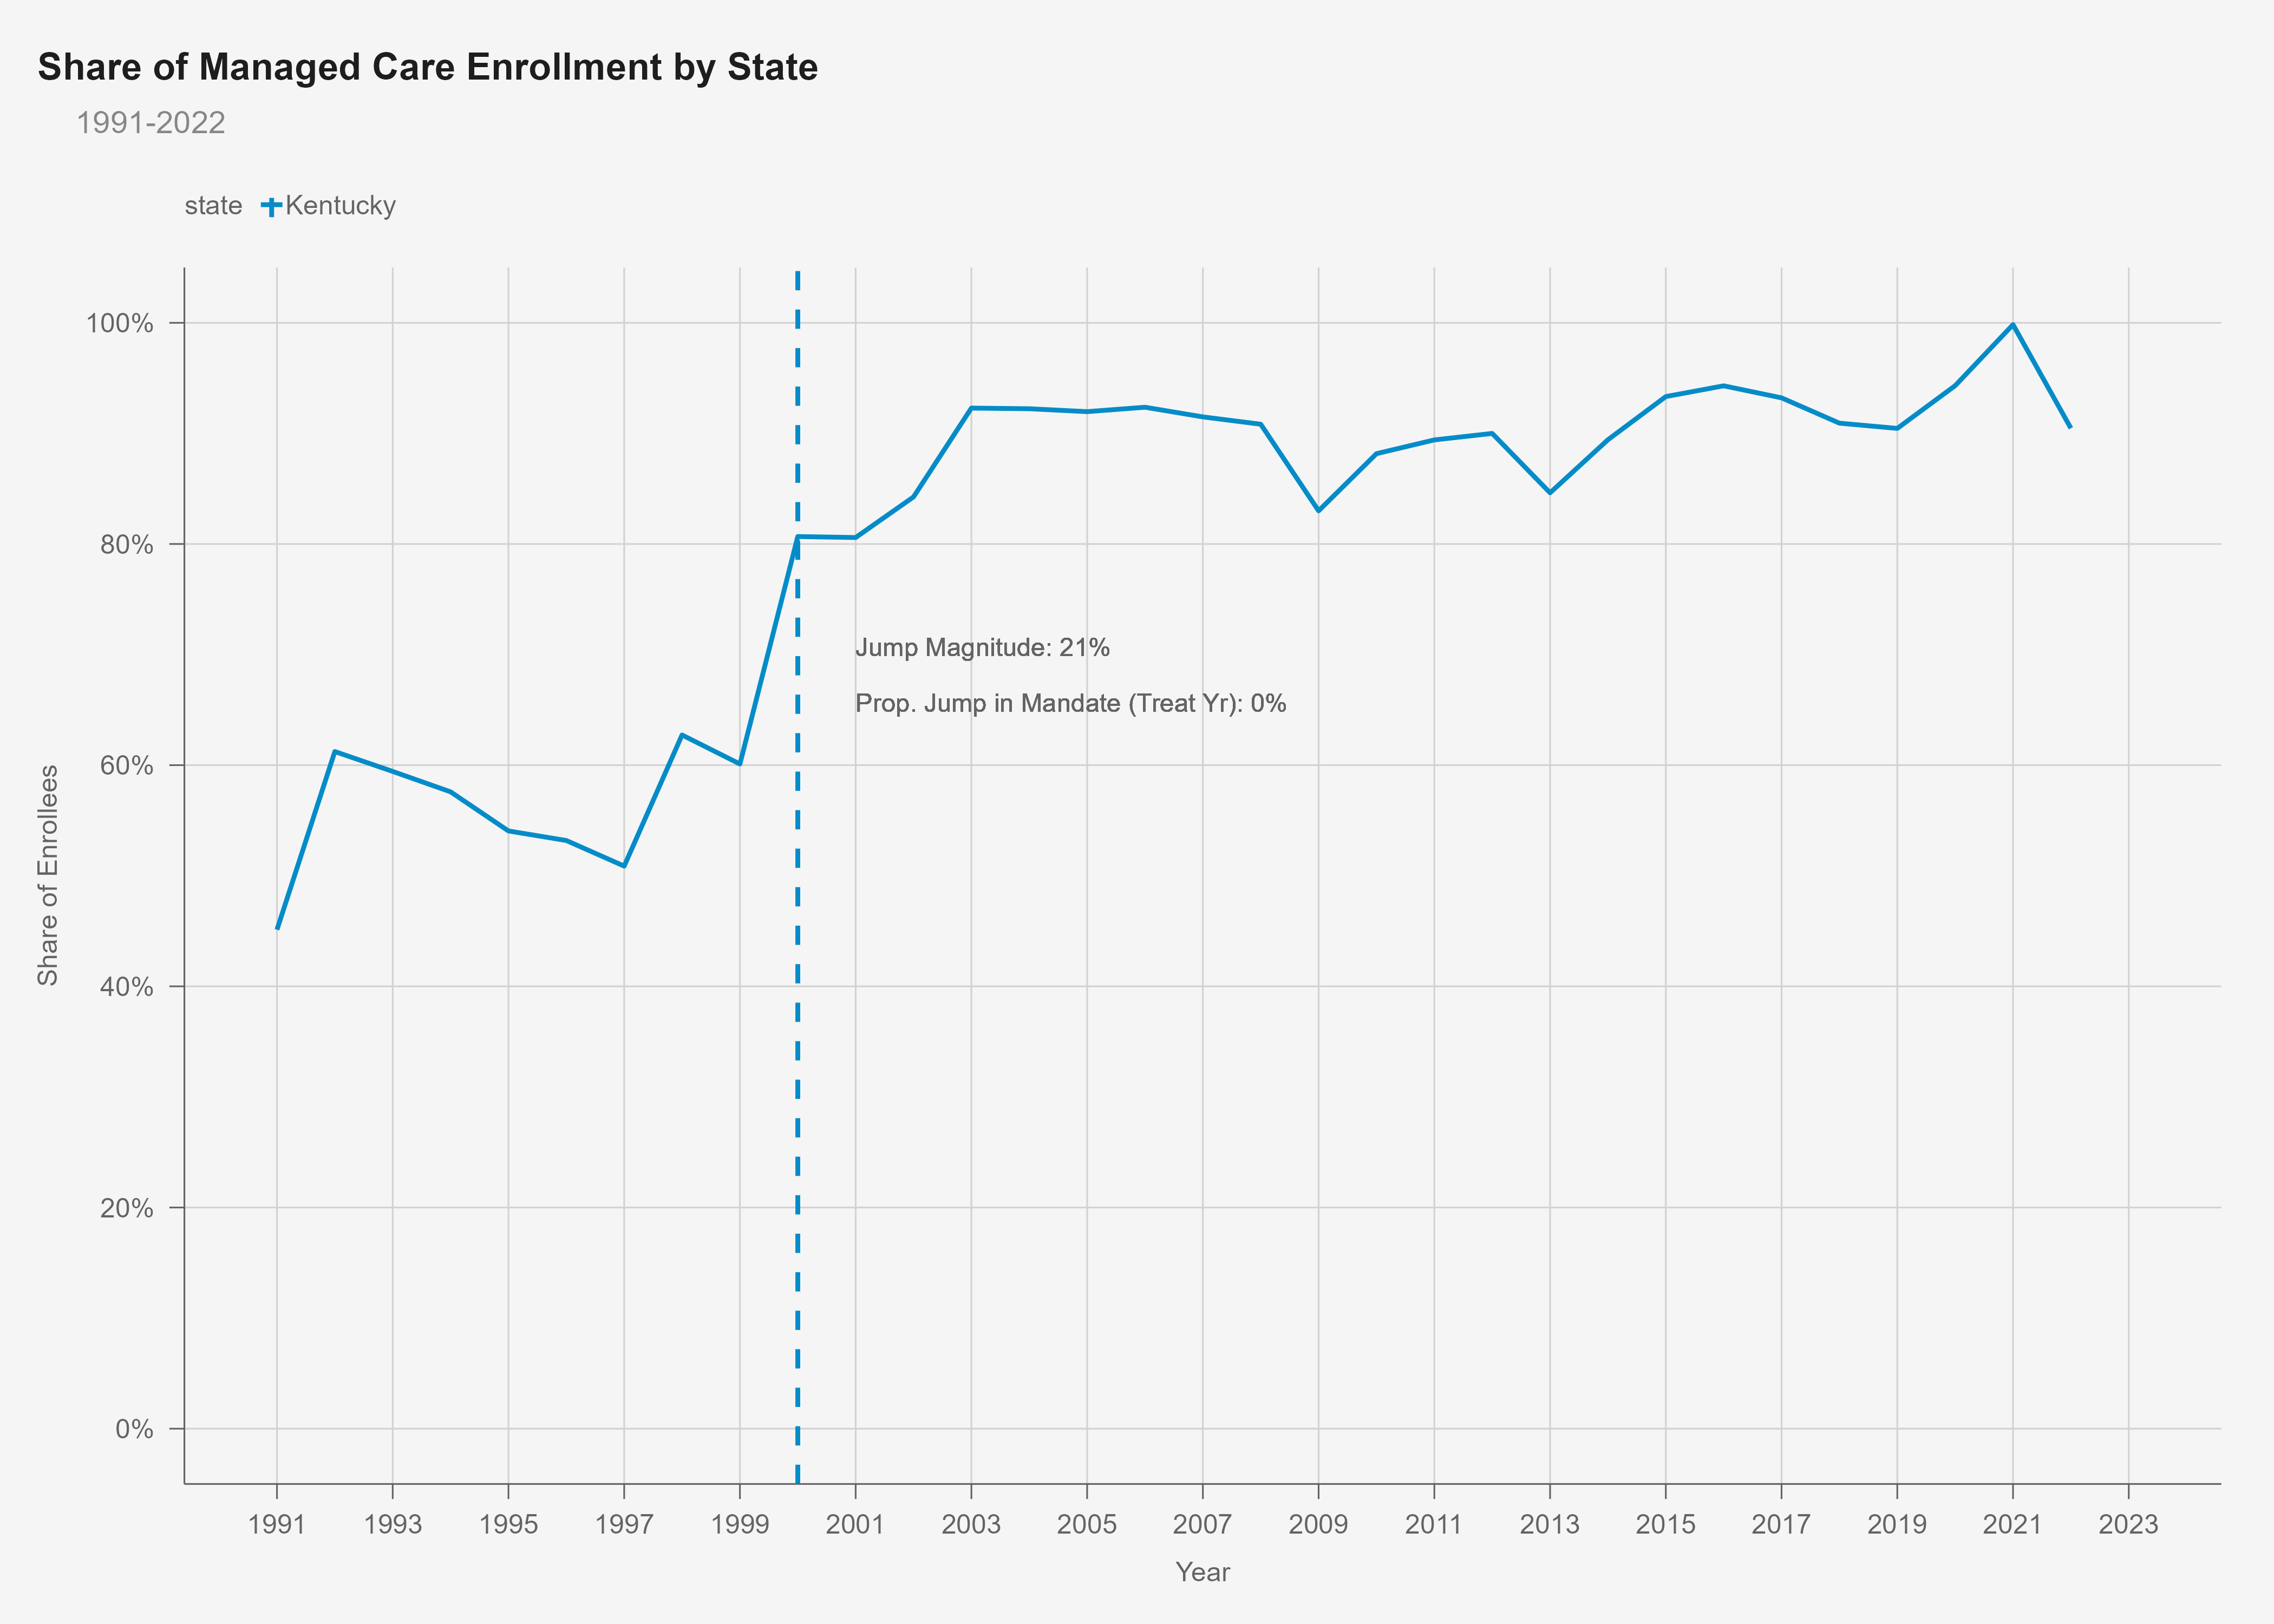 Share of Managed Care Enrollment by State
1991-2022
state Kentucky
100%
80%
60%
40%
20%
0%
Share of Enrollees
Jump Magnitude: 21%
Prop. Jump in Mandate (Treat Yr): 0%
1991 1993 1995 1997 1999 2001 2003 2005 2007 2009 2011 2013 2015 2017 2019 2021 2023
Year